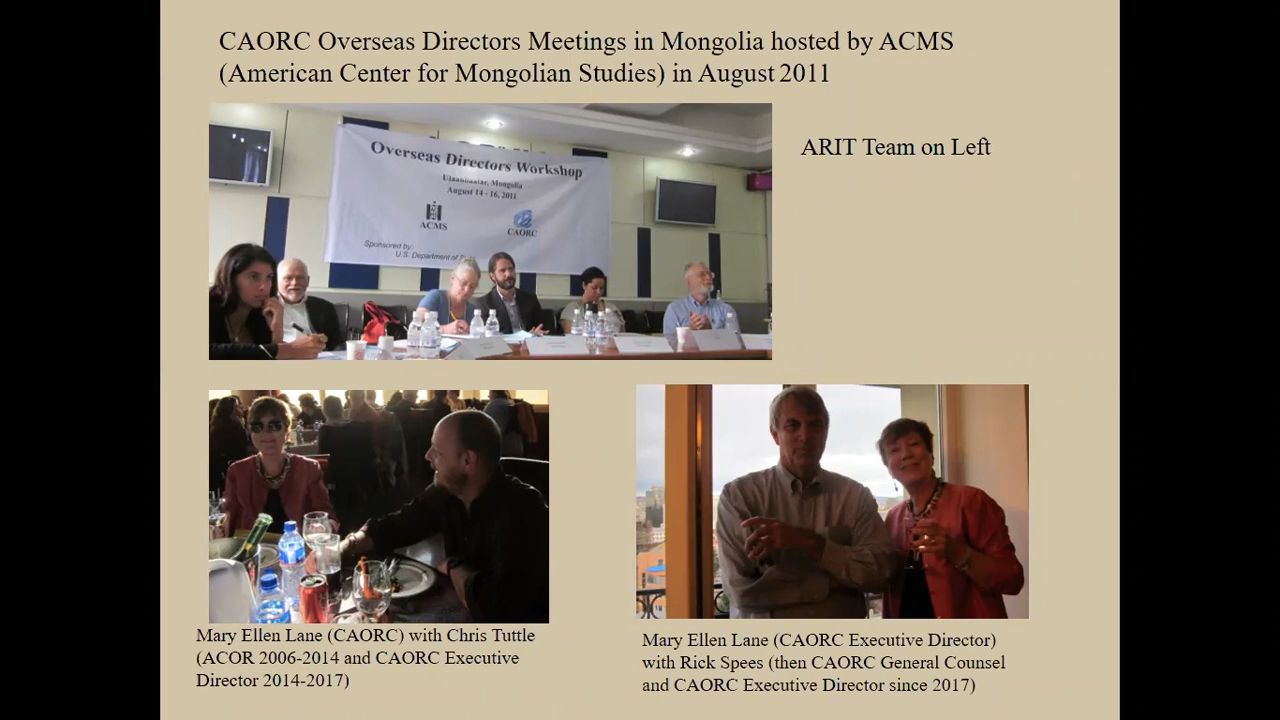 CAORC Overseas Directors Meetings in Mongolia hosted by ACMS
(American Center for Mongolian Studies) in August 2011
ARIT Team on Left
Overseas Directors Workshop
Ulaanbaatar, Mongolia
August 14 - 16, 2011
ACMS
CAORC
Sponsored by:
U.S. Department of
Mary Ellen Lane (CAORC) with Chris Tuttle
(ACOR 2006-2014 and CAORC Executive
Director 2014-2017)
Mary Ellen Lane (CAORC Executive Director)
with Rick Spees (then CAORC General Counsel
and CAORC Executive Director since 2017)